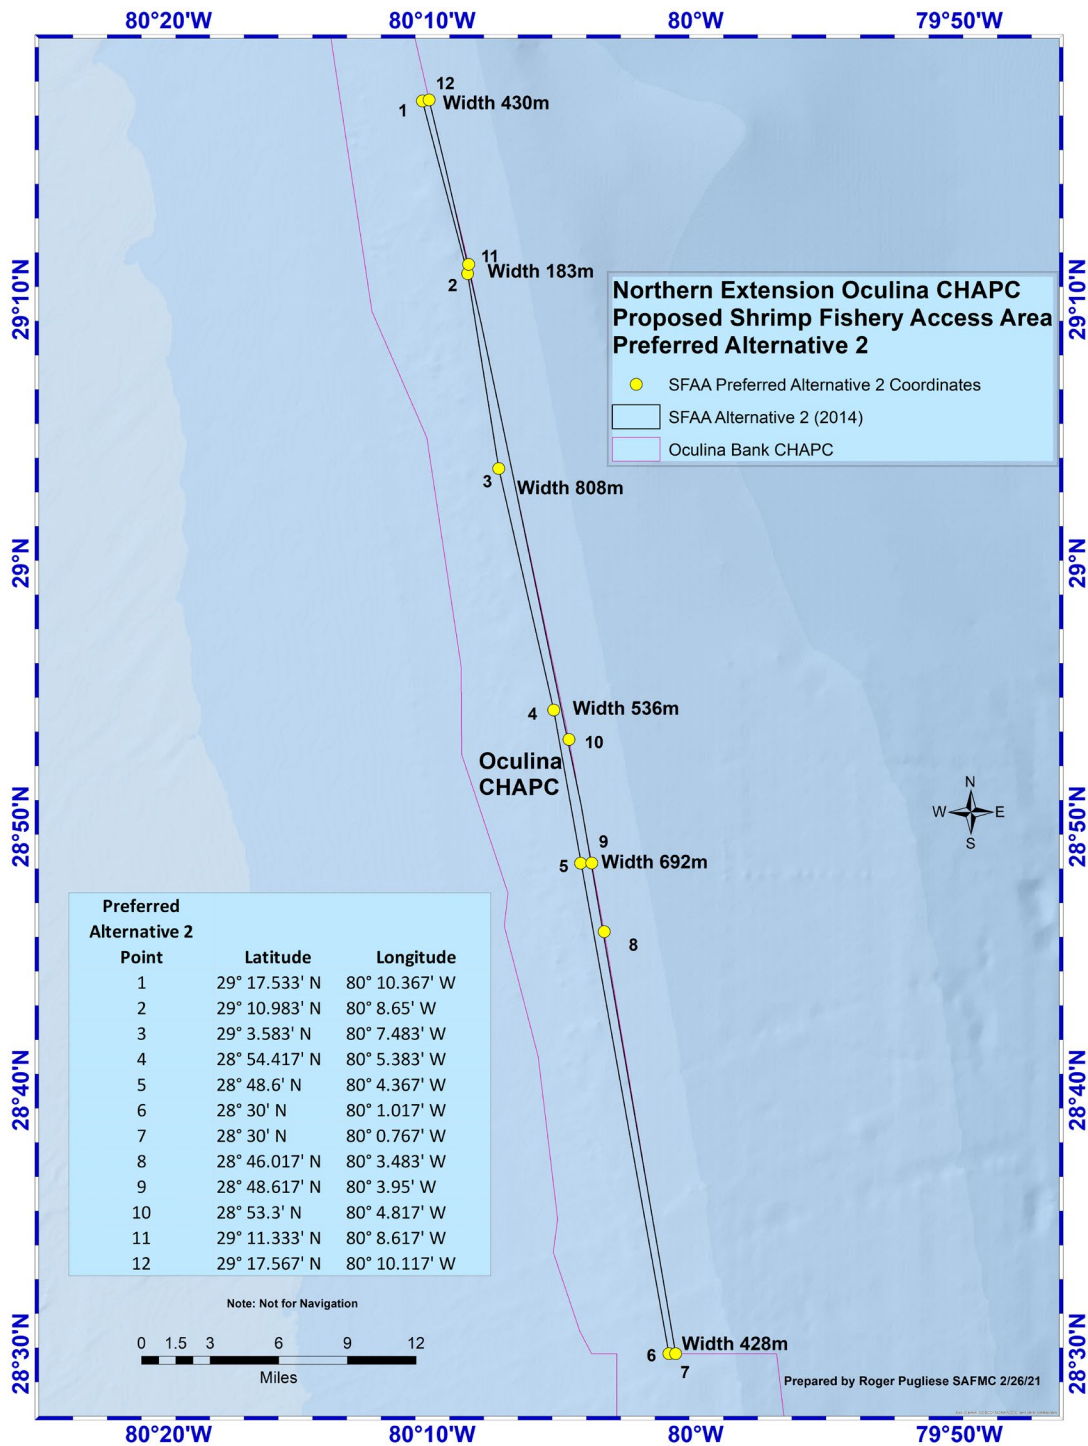 80°20'W 80°10'W 80°W 79°50'W
12
1 Width 430m
11
Width 183m
2
29°10'N 29°10'N
Northern Extension Oculina CHAPC
Proposed Shrimp Fishery Access Area
Preferred Alternative 2
SFAA Preferred Alternative 2 Coordinates
SFAA Alternative 2 (2014)
Oculina Bank CHAPC
3
Width 808m
29°N 29°N
4 Width 536m
10
Oculina
CHAPC
N
W E
S
28°50'N 28°50'N
9
5 Width 692m
8
Preferred
Alternative 2
Point Latitude Longitude
1 29° 17.533' N 80° 10.367' W
2 29° 10.983' N 80° 8.65' W
3 29° 3.583' N 80° 7.483' W
4 28° 54.417' N 80° 5.383' W
5 28° 48.6' N 80° 4.367' W
6 28° 30' N 80° 1.017' W
7 28° 30' N 80° 0.767' W
8 28° 46.017' N 80° 3.483' W
9 28° 48.617' N 80° 3.95' W
10 28° 53.3' N 80° 4.817' W
11 29° 11.333' N 80° 8.617' W
12 29° 17.567' N 80° 10.117' W
28°40'N 28°40'N
Note: Not for Navigation
0 1.5 3 6 9 12
Miles
28°30'N 28°30'N
Width 428m
6
7
Prepared by Roger Pugliese SAFMC 2/26/21
80°20'W 80°10'W 80°W 79°50'W